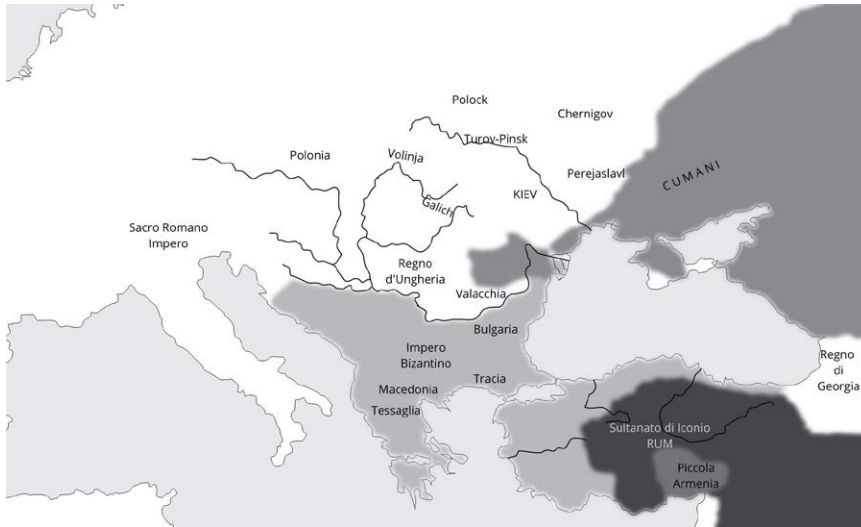 Polock
Chernigov
Turov-Pinsk
Polonia
Volinja
Perejaslavl
CUMANI
KIEV
Galich
Sacro Romano
Impero
Regno
d'Ungheria
Valacchia
Bulgaria
Impero
Bizantino
Regno
di
Georgia
Tracia
Macedonia
Tessaglia
Sultanato di Iconio
RUM
Piccola
Armenia